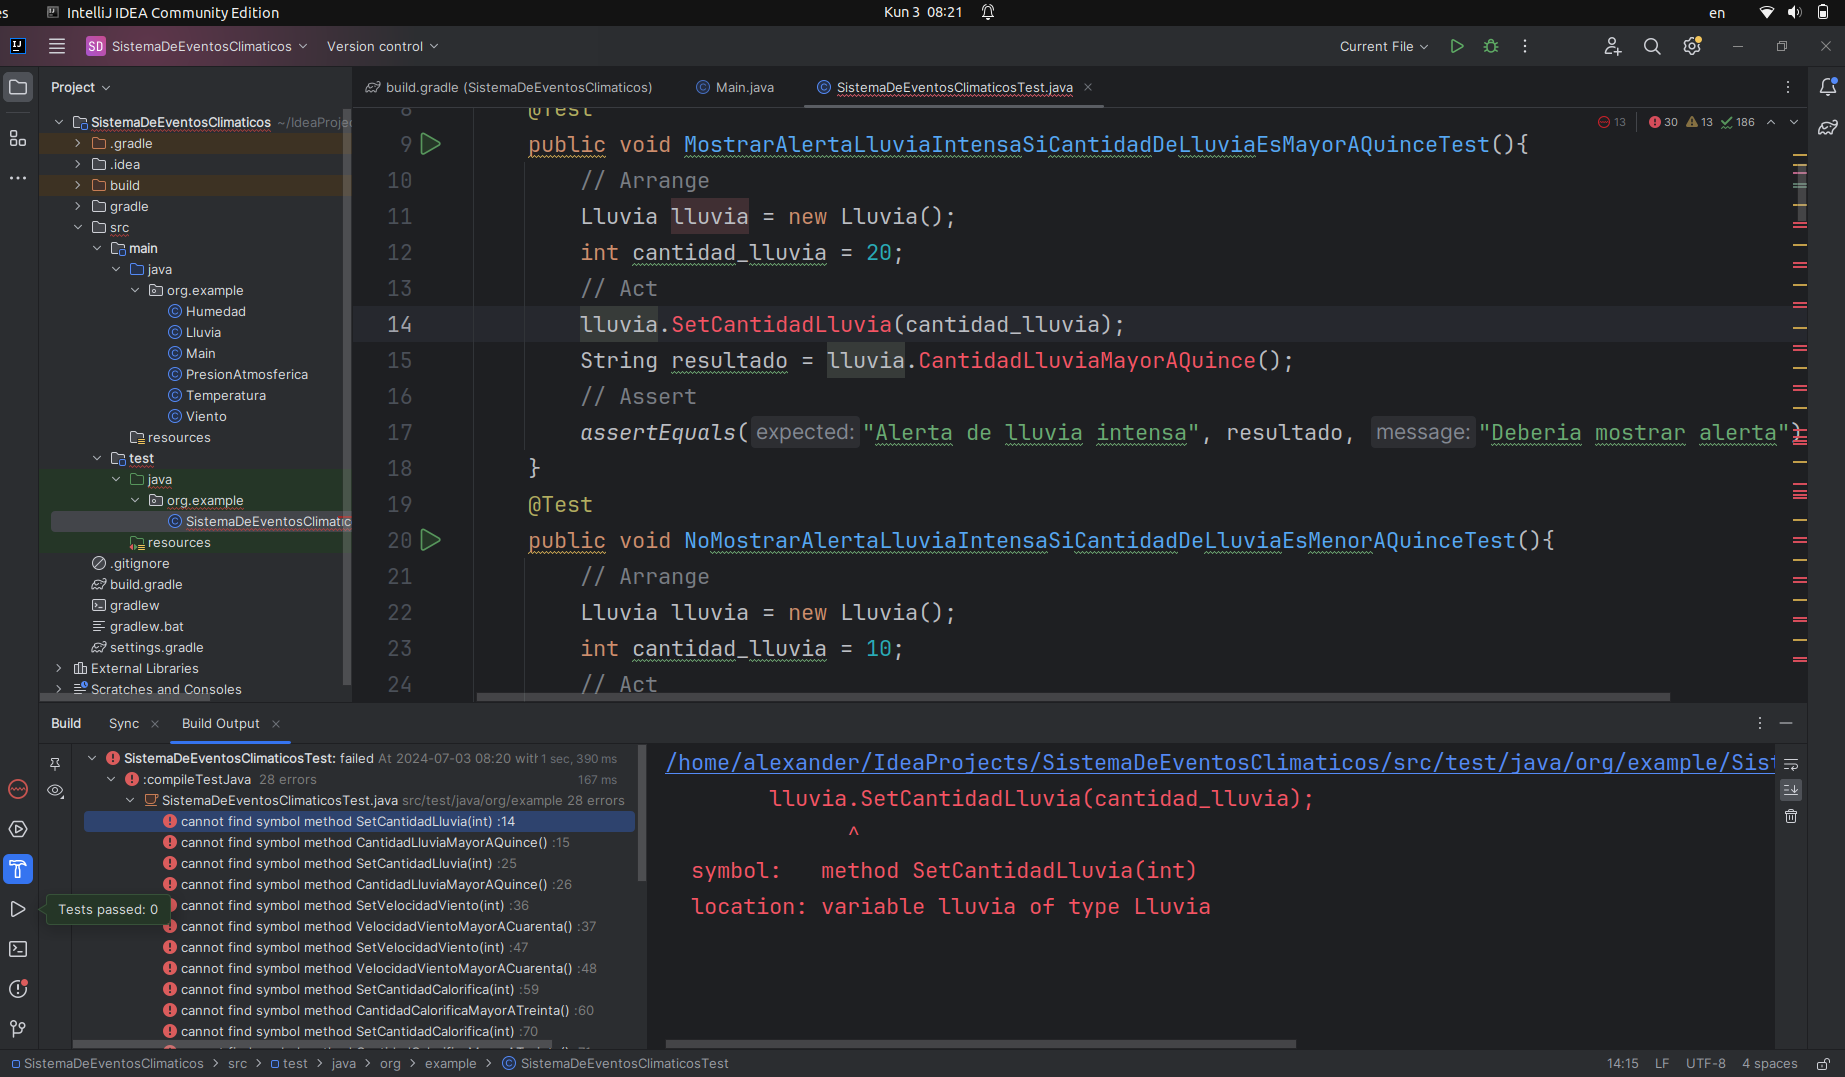 es IntelliJ IDEA Community Edition Kun 3 08:21 en
SD SistemaDeEventosClimaticos Version control Current File
Project build.gradle (SistemaDeEventosClimaticos) Main.java SistemaDeEventosClimaticosTest.java
SistemaDeEventosClimaticos ~/IdeaProjec
.gradle
.idea
build
gradle
src
main
java
org.example
Humedad
Lluvia
Main
PresionAtmosferica
Temperatura
Viento
resources
test
java
org.example
SistemaDeEventosClimatic
resources
.gitignore
build.gradle
gradlew
gradlew.bat
settings.gradle
External Libraries
Scratches and Consoles
13 30 13 186
8 @Test
9 public void MostrarAlertaLluviaIntensaSiCantidadDeLluviaEsMayorAQuinceTest(){
10 // Arrange
11 Lluvia lluvia = new Lluvia();
12 int cantidad_lluvia = 20;
13 // Act
14 lluvia.SetCantidadLluvia(cantidad_lluvia);
15 String resultado = lluvia.CantidadLluviaMayorAQuince();
16 // Assert
17 assertEquals( expected: "Alerta de lluvia intensa", resultado, message: "Deberia mostrar alerta")
18 }
19 @Test
20 public void NoMostrarAlertaLluviaIntensaSiCantidadDeLluviaEsMenorAQuinceTest(){
21 // Arrange
22 Lluvia lluvia = new Lluvia();
23 int cantidad_lluvia = 10;
24 // Act
Build Sync Build Output
SistemaDeEventosClimaticosTest: failed At 2024-07-03 08:20 with 1 sec, 390 ms
:compileTestJava 28 errors 167 ms
SistemaDeEventosClimaticosTest.java src/test/java/org/example 28 errors
cannot find symbol method SetCantidadLluvia(int) :14
cannot find symbol method CantidadLluviaMayorAQuince() :15
cannot find symbol method SetCantidadLluvia(int) :25
cannot find symbol method CantidadLluviaMayorAQuince() :26
cannot find symbol method SetVelocidadViento(int) :36
cannot find symbol method VelocidadVientoMayorACuarenta() :37
cannot find symbol method SetVelocidadViento(int) :47
cannot find symbol method VelocidadVientoMayorACuarenta() :48
cannot find symbol method SetCantidadCalorifica(int) :59
cannot find symbol method CantidadCalorificaMayorATreinta() :60
cannot find symbol method SetCantidadCalorifica(int) :70
Tests passed: 0
/home/alexander/IdeaProjects/SistemaDeEventosClimaticos/src/test/java/org/example/Sist
lluvia.SetCantidadLluvia(cantidad_lluvia);
^
symbol: method SetCantidadLluvia(int)
location: variable lluvia of type Lluvia
SistemaDeEventosClimaticos > src > test > java > org > example > SistemaDeEventosClimaticosTest 14:15 LF UTF-8 4 spaces